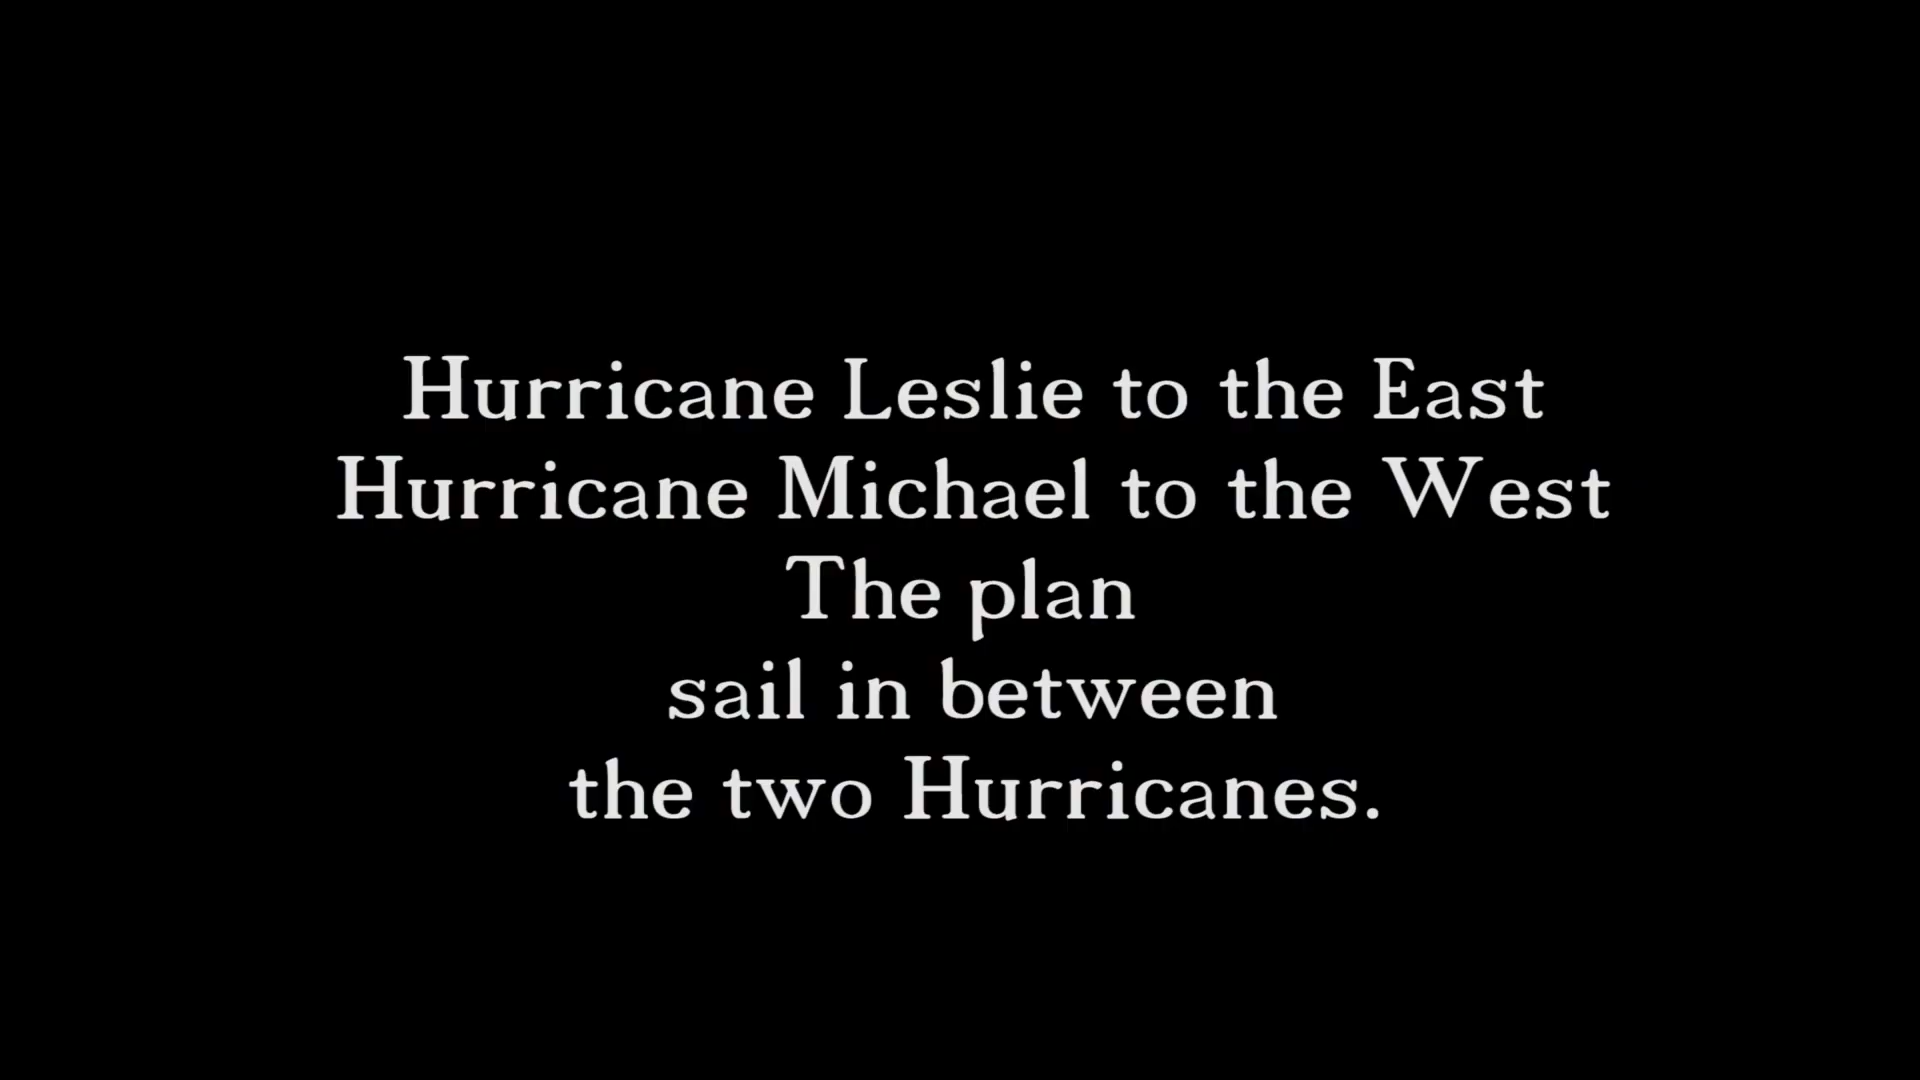 Hurricane Leslie to the East
Hurricane Michael to the West
The plan
sail in between
the two Hurricanes.